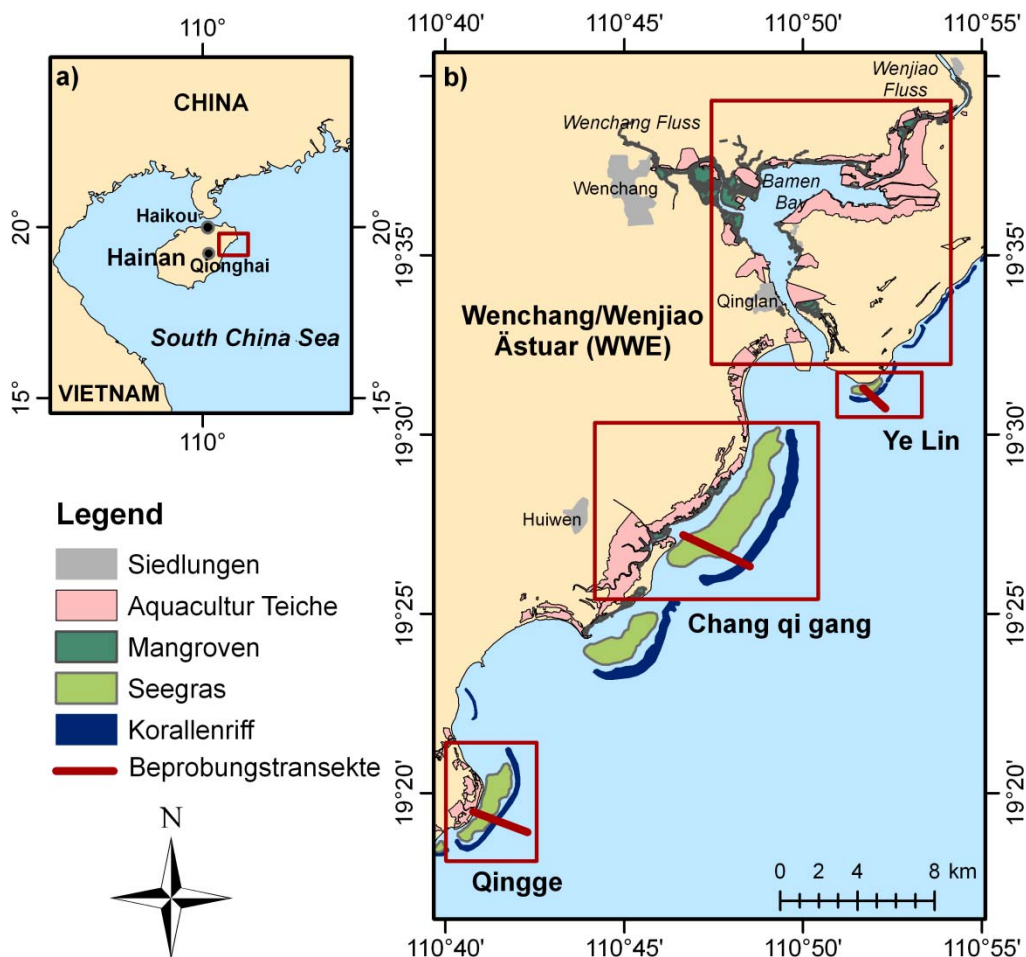 110°
a)
CHINA
20°
20°
Haikou
Hainan
Qionghai
South China Sea
VIETNAM
15°
15°
110°
Legend
Siedlungen
Aquacultur Teiche
Mangroven
Seegras
Korallenriff
Beprobungstransekte
N
110°40'
110°45'
110°50'
110°55'
b)
Wenjiao
Fluss
Wenchang Fluss
Wenchang
Bamen
Bay
19°35'
19°35'
Qinglan
Wenchang/Wenjiao
Ästuar (WWE)
Ye Lin
19°30'
19°30'
Huiwen
19°25'
19°25'
Chang qi gang
19°20'
19°20'
Qingge
0 2 4 8 km
110°40'
110°45'
110°50'
110°55'